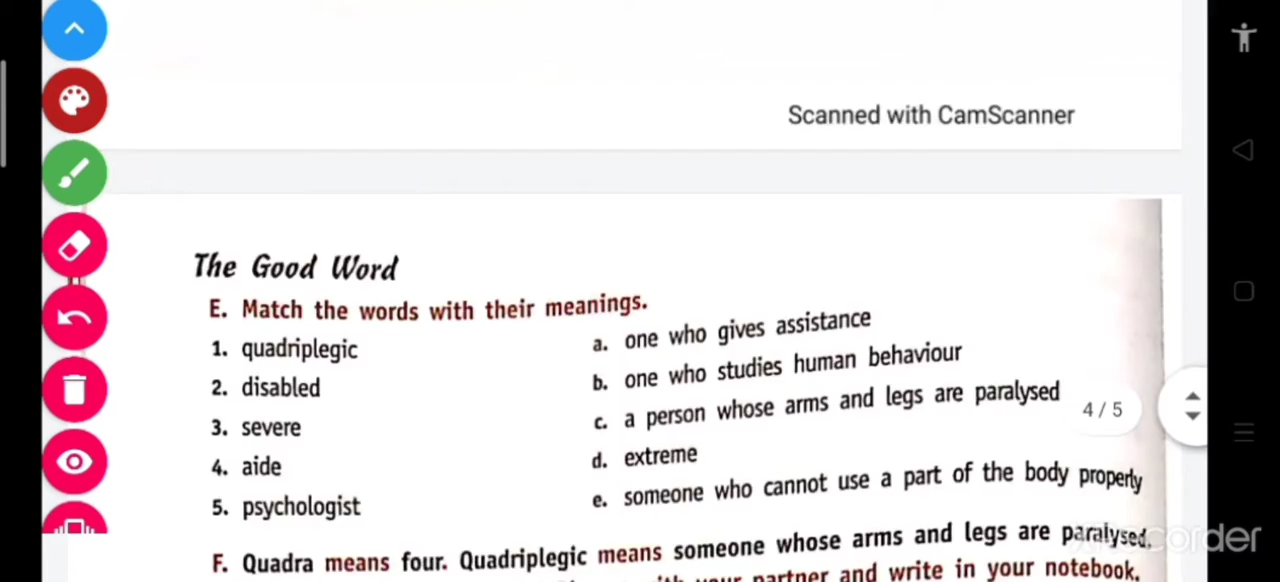 Scanned with CamScanner
The Good Word
E. Match the words with their meanings.
1. quadriplegic
2. disabled
3. severe
4. aide
5. psychologist
a. one who gives assistance
b. one who studies human behaviour
c. a person whose arms and legs are paralysed
d. extreme
e. someone who cannot use a part of the body properly
4 / 5
F. Quadra means four. Quadriplegic means someone whose arms and legs are paralysed.
your partner and write in your notebook.